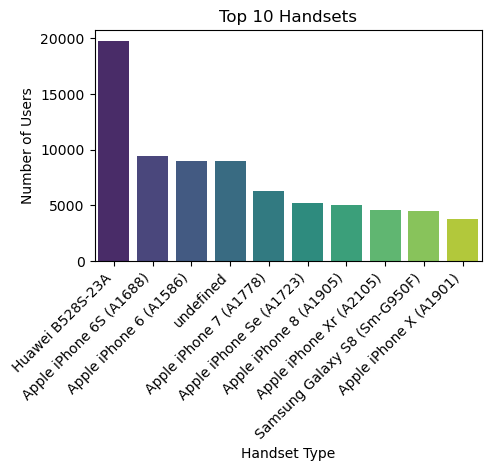 Top 10 Handsets
Number of Users
20000
15000
10000
5000
0
Huawei B528S-23A
Apple iPhone 6S (A1688)
Apple iPhone 6 (A1586)
undefined
Apple iPhone 7 (A1778)
Apple iPhone Se (A1723)
Apple iPhone 8 (A1905)
Apple iPhone Xr (A2105)
Samsung Galaxy S8 (Sm-G950F)
Apple iPhone X (A1901)
Handset Type